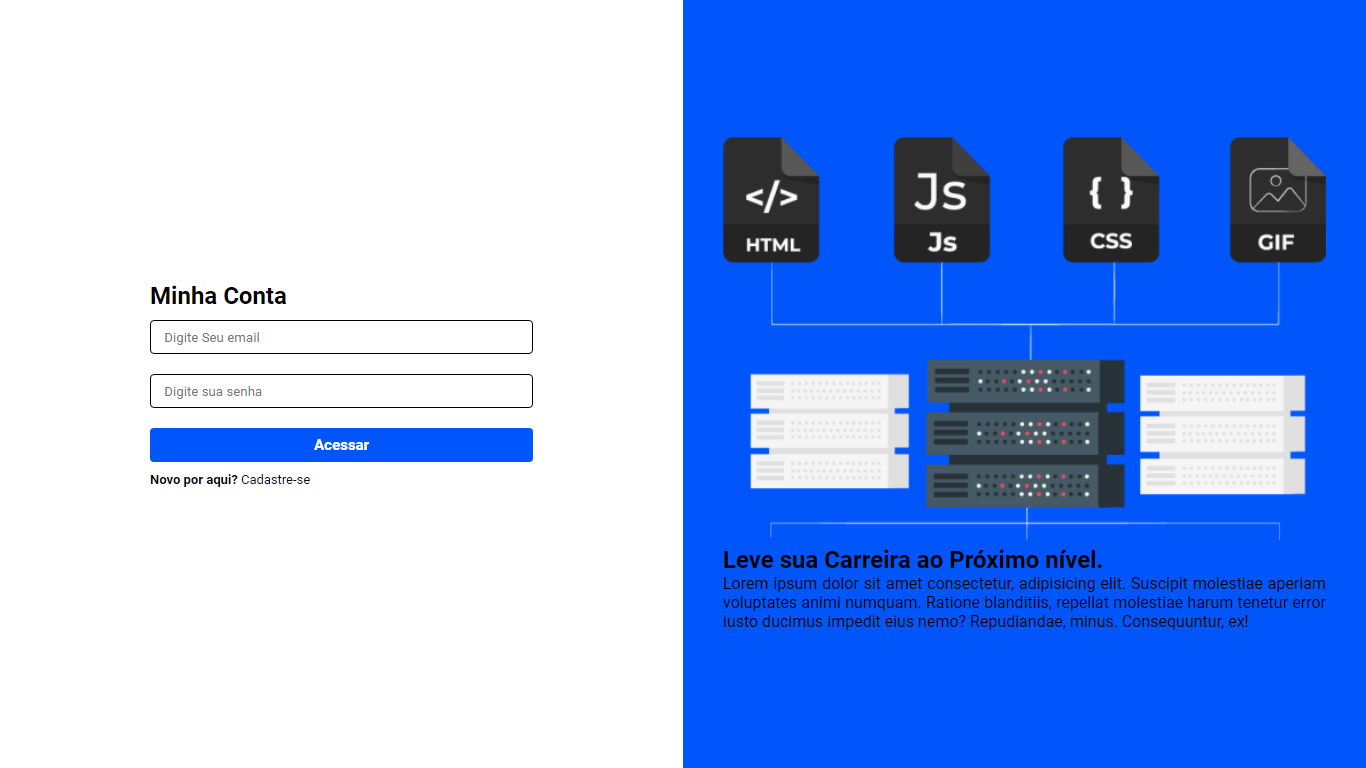 Minha Conta
Digite Seu email
Digite sua senha
Acessar
Novo por aqui? Cadastre-se
</>
HTML
Js
Js
{ }
CSS
GIF
Leve sua Carreira ao Próximo nível.
Lorem ipsum dolor sit amet consectetur, adipisicing elit. Suscipit molestiae aperiam
voluptates animi numquam. Ratione blanditiis, repellat molestiae harum tenetur error
iusto ducimus impedit eius nemo? Repudiandae, minus. Consequuntur, ex!